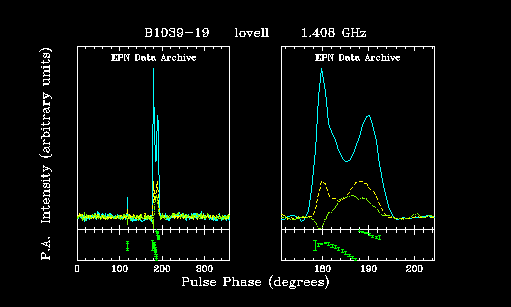 B1039-19 lovell 1.408 GHz
EPN Data Archive EPN Data Archive
P.A. Intensity (arbitrary units)
0 100 200 300 180 190 200
Pulse Phase (degrees)